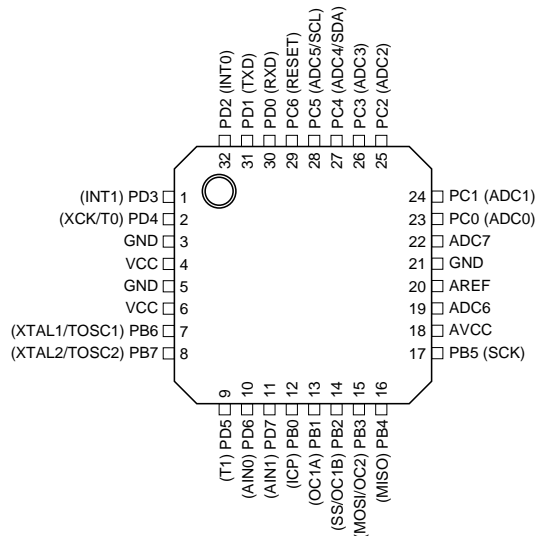 32 PD2 (INT0)
31 PD1 (TXD)
30 PD0 (RXD)
29 PC6 (RESET)
28 PC5 (ADC5/SCL)
27 PC4 (ADC4/SDA)
26 PC3 (ADC3)
25 PC2 (ADC2)
(INT1) PD3 1
(XCK/T0) PD4 2
GND 3
VCC 4
GND 5
VCC 6
(XTAL1/TOSC1) PB6 7
(XTAL2/TOSC2) PB7 8
24 PC1 (ADC1)
23 PC0 (ADC0)
22 ADC7
21 GND
20 AREF
19 ADC6
18 AVCC
17 PB5 (SCK)
(T1) PD5 9
(AIN0) PD6 10
(AIN1) PD7 11
(ICP) PB0 12
(OC1A) PB1 13
(SS/OC1B) PB2 14
(MOSI/OC2) PB3 15
(MISO) PB4 16